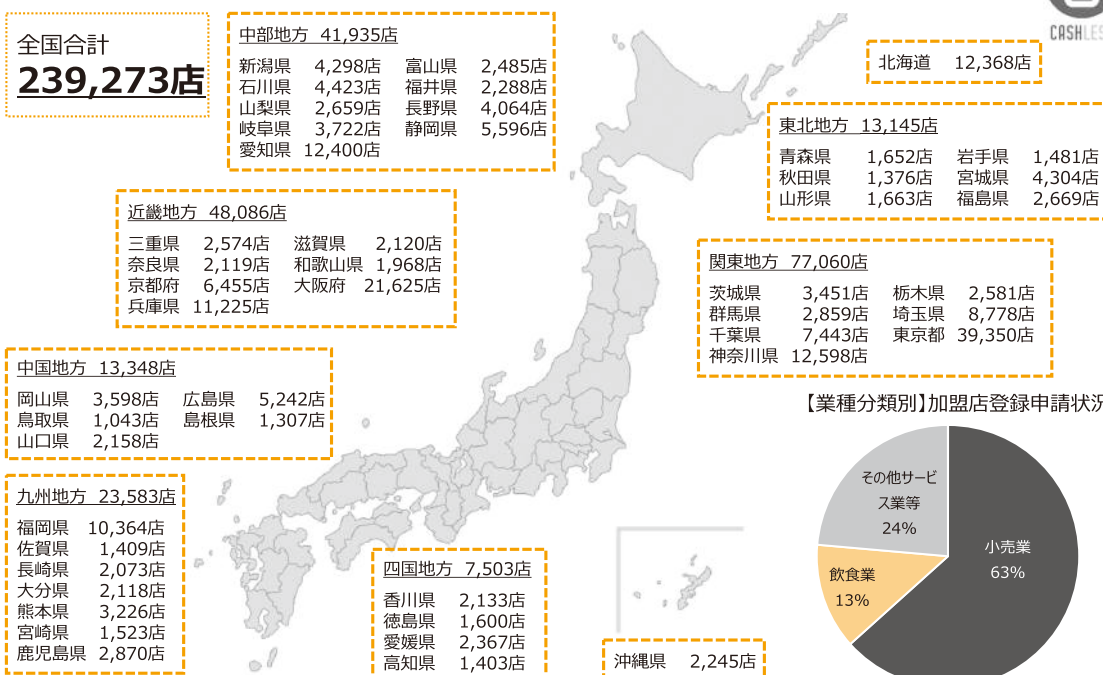 全国合計
239,273店
中部地方 41,935店
新潟県 4,298店 富山県 2,485店
石川県 4,423店 福井県 2,288店
山梨県 2,659店 長野県 4,064店
岐阜県 3,722店 静岡県 5,596店
愛知県 12,400店
北海道 12,368店
東北地方 13,145店
青森県 1,652店 岩手県 1,481店
秋田県 1,376店 宮城県 4,304店
山形県 1,663店 福島県 2,669店
近畿地方 48,086店
三重県 2,574店 滋賀県 2,120店
奈良県 2,119店 和歌山県 1,968店
京都府 6,455店 大阪府 21,625店
兵庫県 11,225店
関東地方 77,060店
茨城県 3,451店 栃木県 2,581店
群馬県 2,859店 埼玉県 8,778店
千葉県 7,443店 東京都 39,350店
神奈川県 12,598店
中国地方 13,348店
岡山県 3,598店 広島県 5,242店
鳥取県 1,043店 島根県 1,307店
山口県 2,158店
九州地方 23,583店
福岡県 10,364店
佐賀県 1,409店
長崎県 2,073店
大分県 2,118店
熊本県 3,226店
宮崎県 1,523店
鹿児島県 2,870店
四国地方 7,503店
香川県 2,133店
徳島県 1,600店
愛媛県 2,367店
高知県 1,403店
沖縄県 2,245店
【業種分類別】加盟店登録申請状況
その他サービ
ス業等
24%
飲食業
13%
小売業
63%
CASHLES